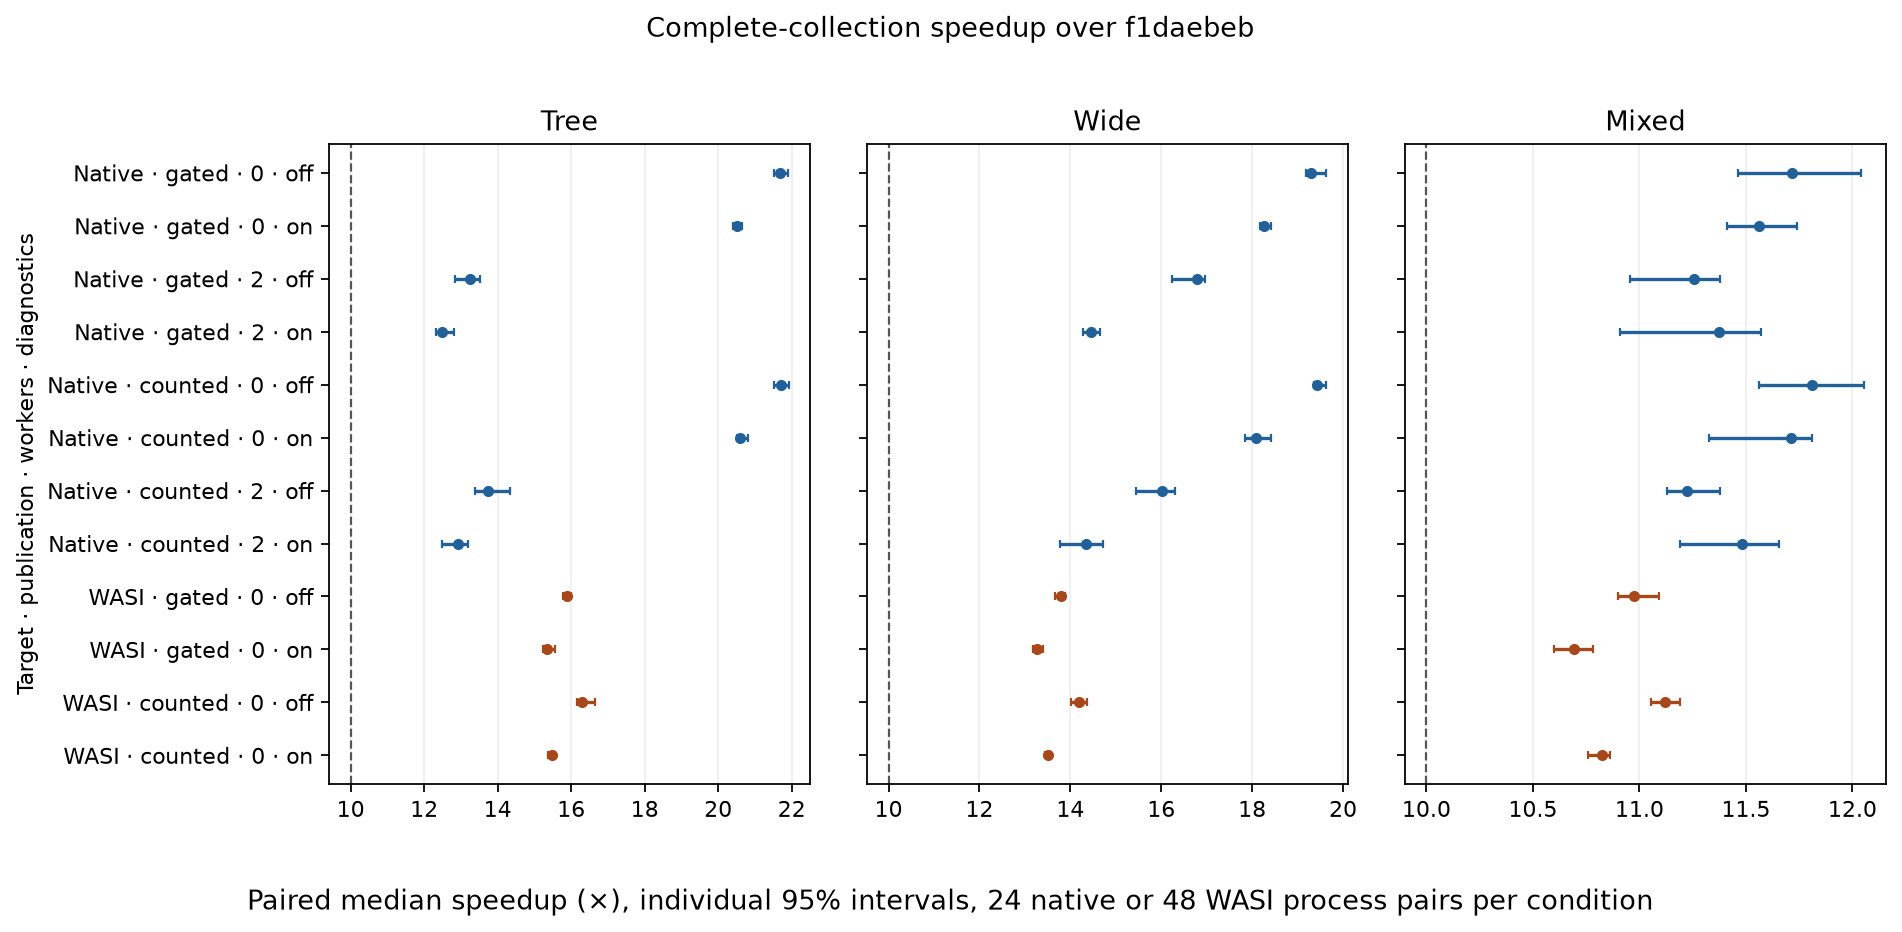 Complete-collection speedup over f1daebeb
Tree
Wide
Mixed
Target · publication · workers · diagnostics
Native · gated · 0 · off
Native · gated · 0 · on
Native · gated · 2 · off
Native · gated · 2 · on
Native · counted · 0 · off
Native · counted · 0 · on
Native · counted · 2 · off
Native · counted · 2 · on
WASI · gated · 0 · off
WASI · gated · 0 · on
WASI · counted · 0 · off
WASI · counted · 0 · on
10 12 14 16 18 20 22
10 12 14 16 18 20
10.0 10.5 11.0 11.5 12.0
Paired median speedup (×), individual 95% intervals, 24 native or 48 WASI process pairs per condition